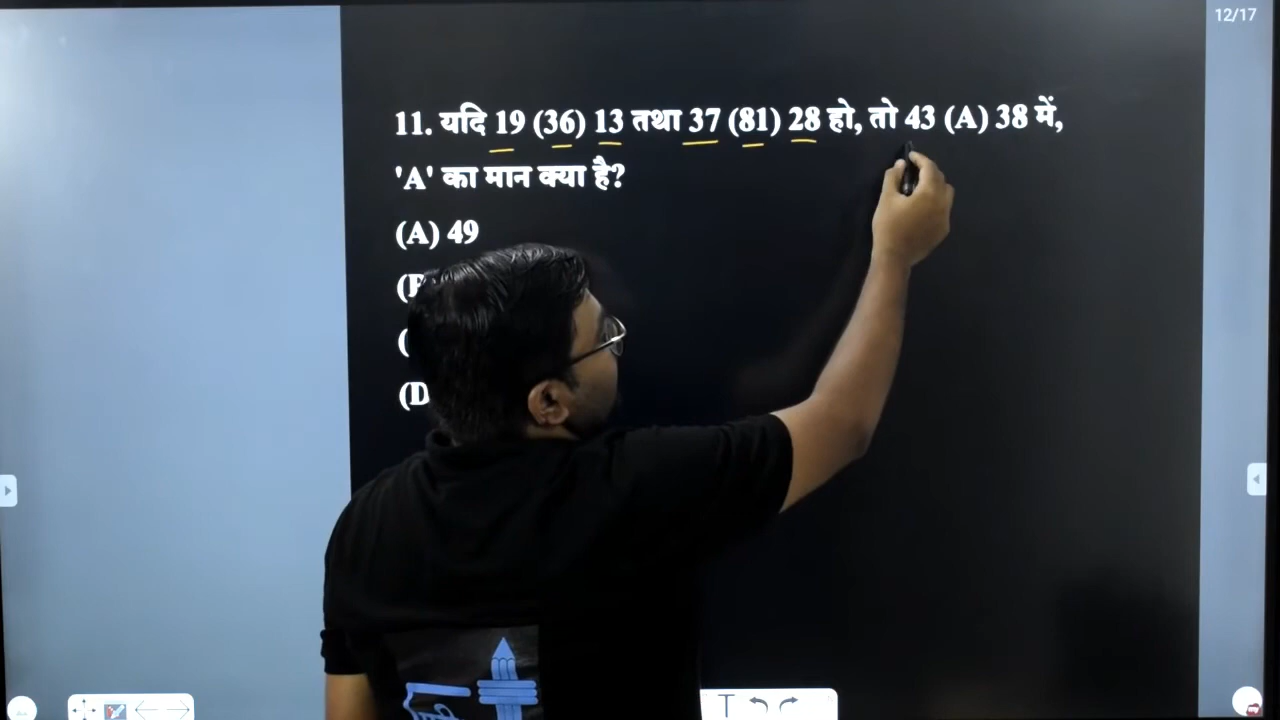 12/17
11. यदि 19 (36) 13 तथा 37 (81) 28 हो, तो 43 (A) 38 में,
'A' का मान क्या है?
(A) 49
(D
T